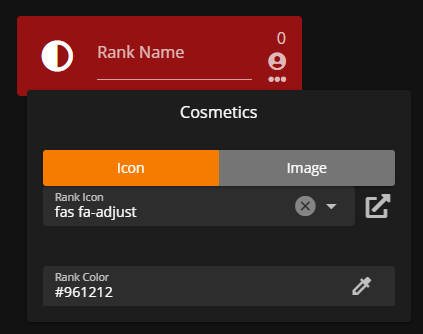 0
Rank Name
Cosmetics
Icon
Image
Rank Icon
fas fa-adjust
Rank Color
#961212